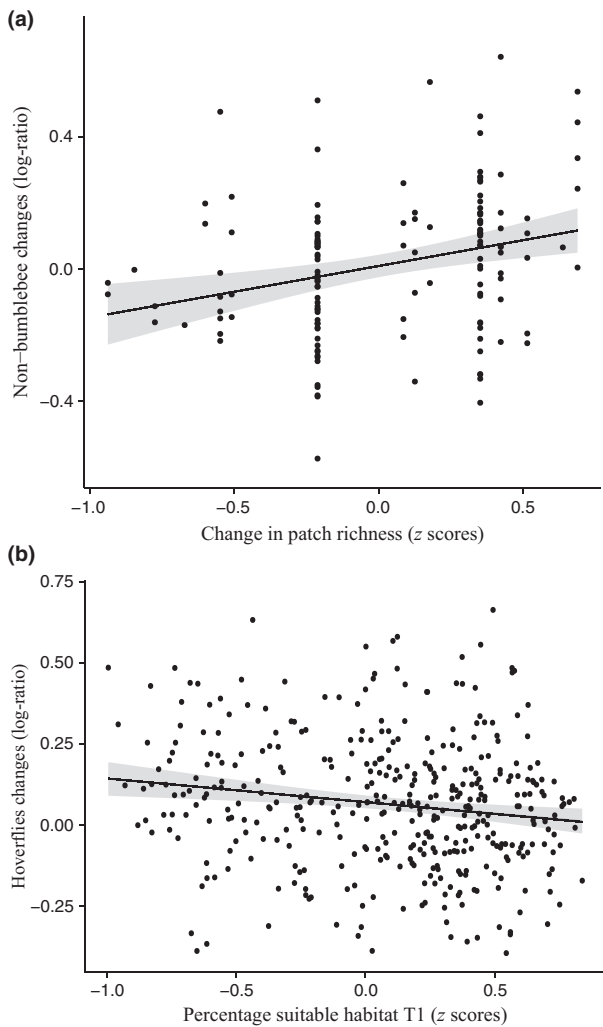 (a)
Non−bumblebee changes (log-ratio)
0.4
0.0
−0.4
−1.0 −0.5 0.0 0.5
Change in patch richness (z scores)
(b)
Hoverflies changes (log-ratio)
0.75
0.50
0.25
0.00
−0.25
−1.0 −0.5 0.0 0.5
Percentage suitable habitat T1 (z scores)